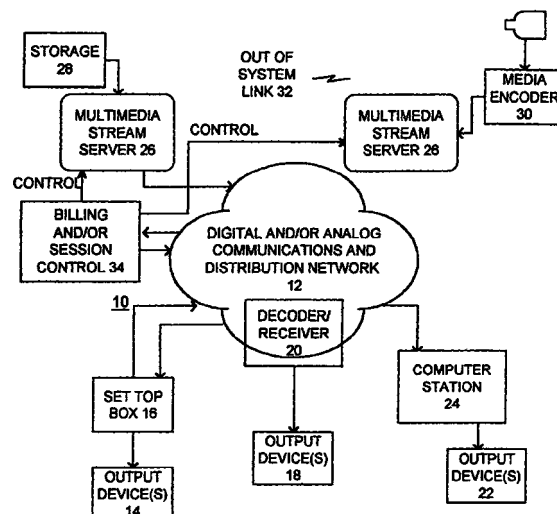 STORAGE
28
OUT OF
SYSTEM
LINK 32
MEDIA
ENCODER
30
MULTIMEDIA
STREAM
SERVER 26
CONTROL
MULTIMEDIA
STREAM
SERVER 26
CONTROL
BILLING
AND/OR
SESSION
CONTROL 34
DIGITAL AND/OR ANALOG
COMMUNICATIONS AND
DISTRIBUTION NETWORK
12
10
DECODER/
RECEIVER
20
SET TOP
BOX 16
COMPUTER
STATION
24
OUTPUT
DEVICE(S)
14
OUTPUT
DEVICE(S)
18
OUTPUT
DEVICE(S)
22